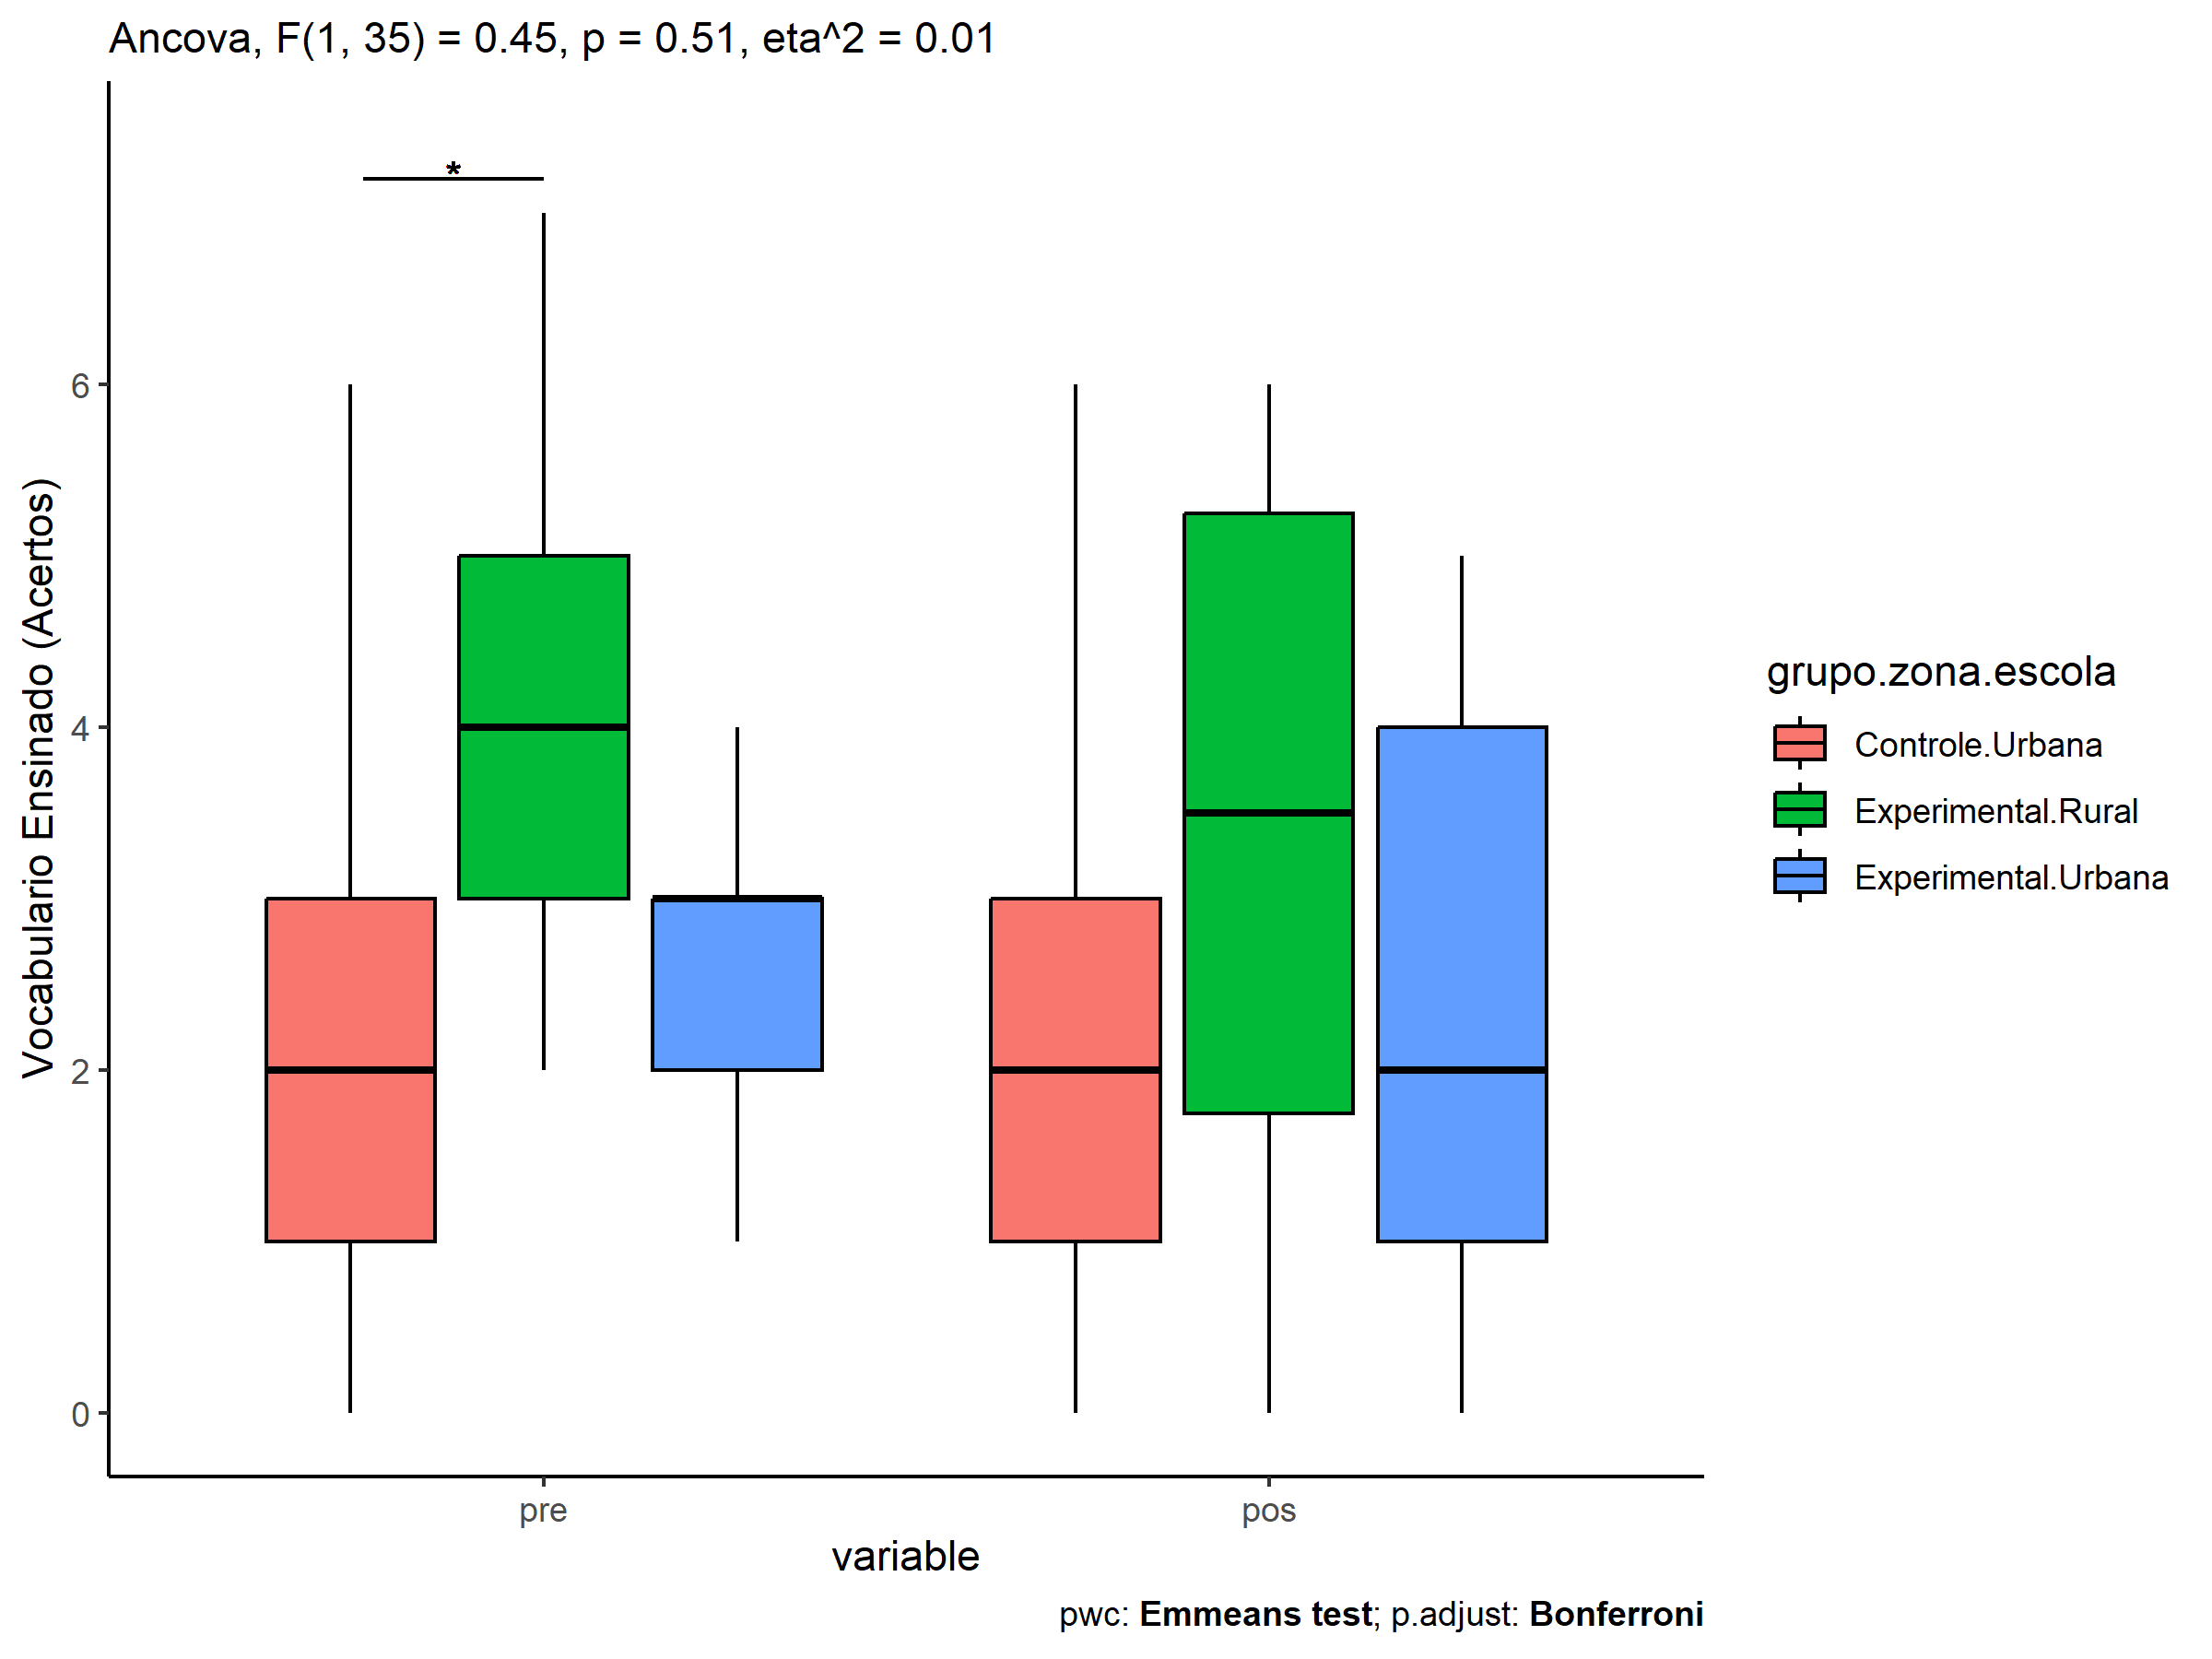 Ancova, F(1, 35) = 0.45, p = 0.51, eta^2 = 0.01
*
Vocabulario Ensinado (Acertos)
6
4
2
0
pre
pos
variable
grupo.zona.escola
Controle.Urbana
Experimental.Rural
Experimental.Urbana
pwc: Emmeans test; p.adjust: Bonferroni